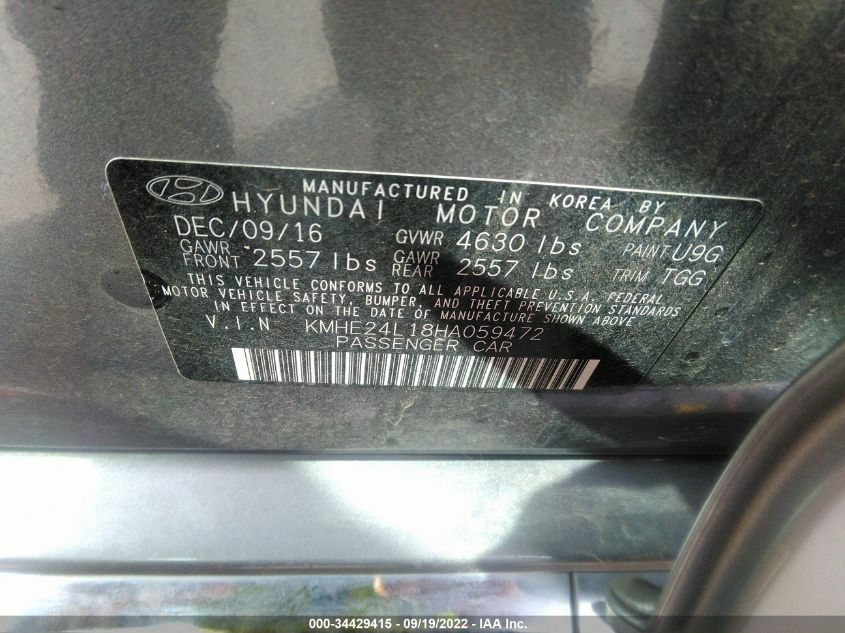 MANUFACTURED IN KOREA BY
HYUNDAI MOTOR COMPANY
DEC/09/16 GVWR 4630 lbs PAINT U9G
GAWR FRONT 2557 lbs GAWR REAR 2557 lbs TRIM TGG
THIS VEHICLE CONFORMS TO ALL APPLICABLE U.S.A. FEDERAL
MOTOR VEHICLE SAFETY, BUMPER, AND THEFT PREVENTION STANDARDS
IN EFFECT ON THE DATE OF MANUFACTURE SHOWN ABOVE.
V.I.N KMHE24L18HA059472
PASSENGER CAR
000-34429415 - 09/19/2022 - IAA Inc.